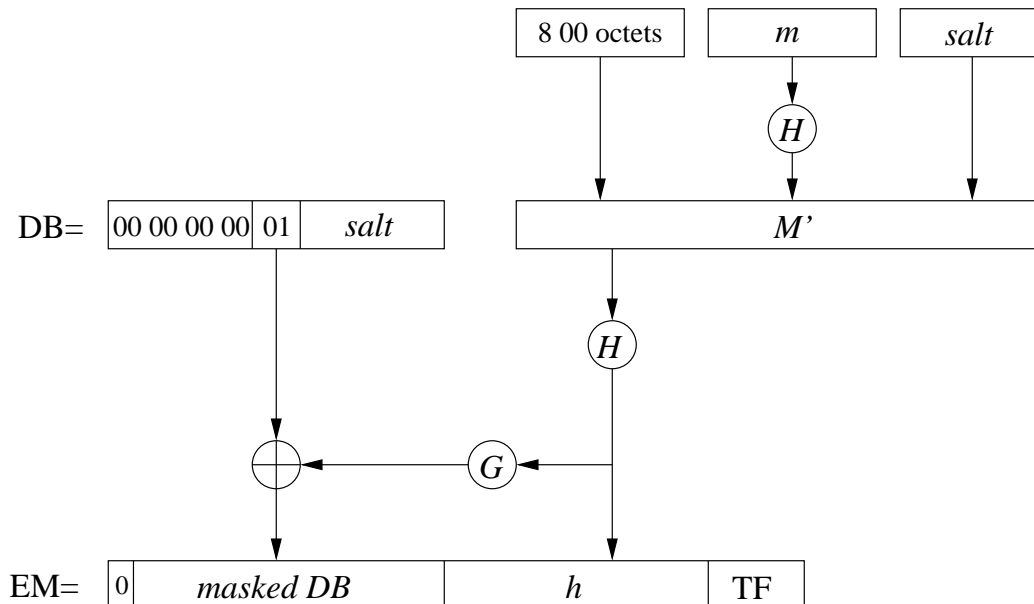 8 00 octets m salt
H
DB= 00 00 00 00 01 salt M’
H
G
EM= 0 masked DB h TF